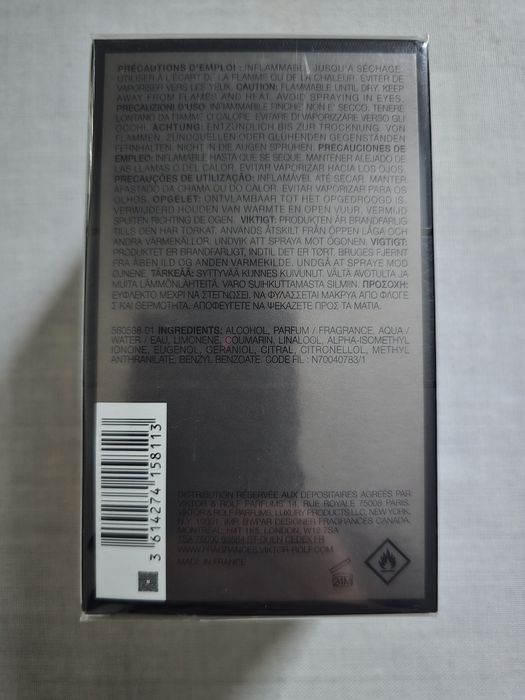 PRÉCAUTIONS D'EMPLOI : INFLAMMABLE JUSQU'À SÉCHAGE.
UTILISER À L'ÉCART DE LA FLAMME OU DE LA CHALEUR. EVITER DE
VAPORISER VERS LES YEUX. CAUTION: FLAMMABLE UNTIL DRY. KEEP
AWAY FROM FLAMES AND HEAT. AVOID SPRAYING IN EYES.
PRECAUZIONI D'USO: INFIAMMABILE FINCHE' NON E' SECCO. TENERE
LONTANO DA FIAMME O CALORE. EVITARE DI VAPORIZZARE VERSO GLI
OCCHI. ACHTUNG: ENTZÜNDLICH BIS ZUR TROCKNUNG. VON
FLAMMEN, ZÜNDQUELLEN ODER GLÜHENDEN GEGENSTÄNDEN
FERNHALTEN. NICHT IN DIE AUGEN SPRÜHEN. PRECAUCIONES DE
EMPLEO: INFLAMABLE HASTA QUE SE SEQUE. MANTENER ALEJADO DE
LAS LLAMAS O DEL CALOR. EVITAR VAPORIZAR HACIA LOS OJOS.
PRECAUÇÕES DE UTILIZAÇÃO: INFLAMÁVEL ATÉ SECAR. MANTER
AFASTADO DA CHAMA OU DO CALOR. EVITAR VAPORIZAR PARA OS
OLHOS. OPGELET: ONTVLAMBAAR TOT HET OPGEDROOGD IS.
VERWIJDERD HOUDEN VAN WARMTE EN OPEN VUUR. VERMIJD
SPUITEN RICHTING DE OGEN. VIKTIGT: PRODUKTEN ÄR BRANDFARLIG
TILLS DEN HAR TORKAT. ANVÄNDS ÅTSKILT FRÅN ÖPPEN LÅGA OCH
ANDRA VÄRMEKÄLLOR. UNDVIK ATT SPRAYA MOT ÖGONEN. VIGTIGT:
PRODUKTET ER BRANDFARLIGT, INDTIL DET ER TØRT. BRUGES FJERNT
FRA ÅBEN ILD OG ANDEN VARMEKILDE. UNDGÅ AT SPRAYE MOD
ØJNENE. TÄRKEÄÄ: SYTTYVÄÄ KUNNES KUIVUNUT. VÄLTÄ AVOTULTA JA
MUITA LÄMMÖNLÄHTEITÄ. VARO SUIHKUTTAMASTA SILMIIN. ΠΡΟΣΟΧΗ:
ΕΥΦΛΕΚΤΟ ΜΕΧΡΙ ΝΑ ΣΤΕΓΝΩΣΕΙ. ΝΑ ΦΥΛΑΣΣΕΤΑΙ ΜΑΚΡΥΑ ΑΠΟ ΦΛΟΓΕ
Σ ΚΑΙ ΘΕΡΜΟΤΗΤΑ. ΑΠΟΦΕΥΓΕΤΕ ΝΑ ΨΕΚΑΖΕΤΕ ΠΡΟΣ ΤΑ ΜΑΤΙΑ.
560588 01 INGREDIENTS: ALCOHOL, PARFUM / FRAGRANCE, AQUA /
WATER / EAU, LIMONENE, COUMARIN, LINALOOL, ALPHA-ISOMETHYL
IONONE, EUGENOL, GERANIOL, CITRAL, CITRONELLOL, METHYL
ANTHRANILATE, BENZYL BENZOATE. CODE FIL : N70040783/1
3 614274 158113
DISTRIBUTION RÉSERVÉE AUX DÉPOSITAIRES AGRÉÉS PAR
VIKTOR & ROLF PARFUMS 14, RUE ROYALE 75008 PARIS.
VIKTOR & ROLF PARFUMS, LUXURY PRODUCTS LLC, NEW YORK,
N.Y. 10001. IMP. BY/PAR DESIGNER FRAGRANCES CANADA,
MONTREAL, H4T 1K5. LONDON, W12 7SA
TSA 75000 93584 ST OUEN CEDEX FR
WWW.FRAGRANCES.VIKTOR-ROLF.COM
MADE IN FRANCE
24M